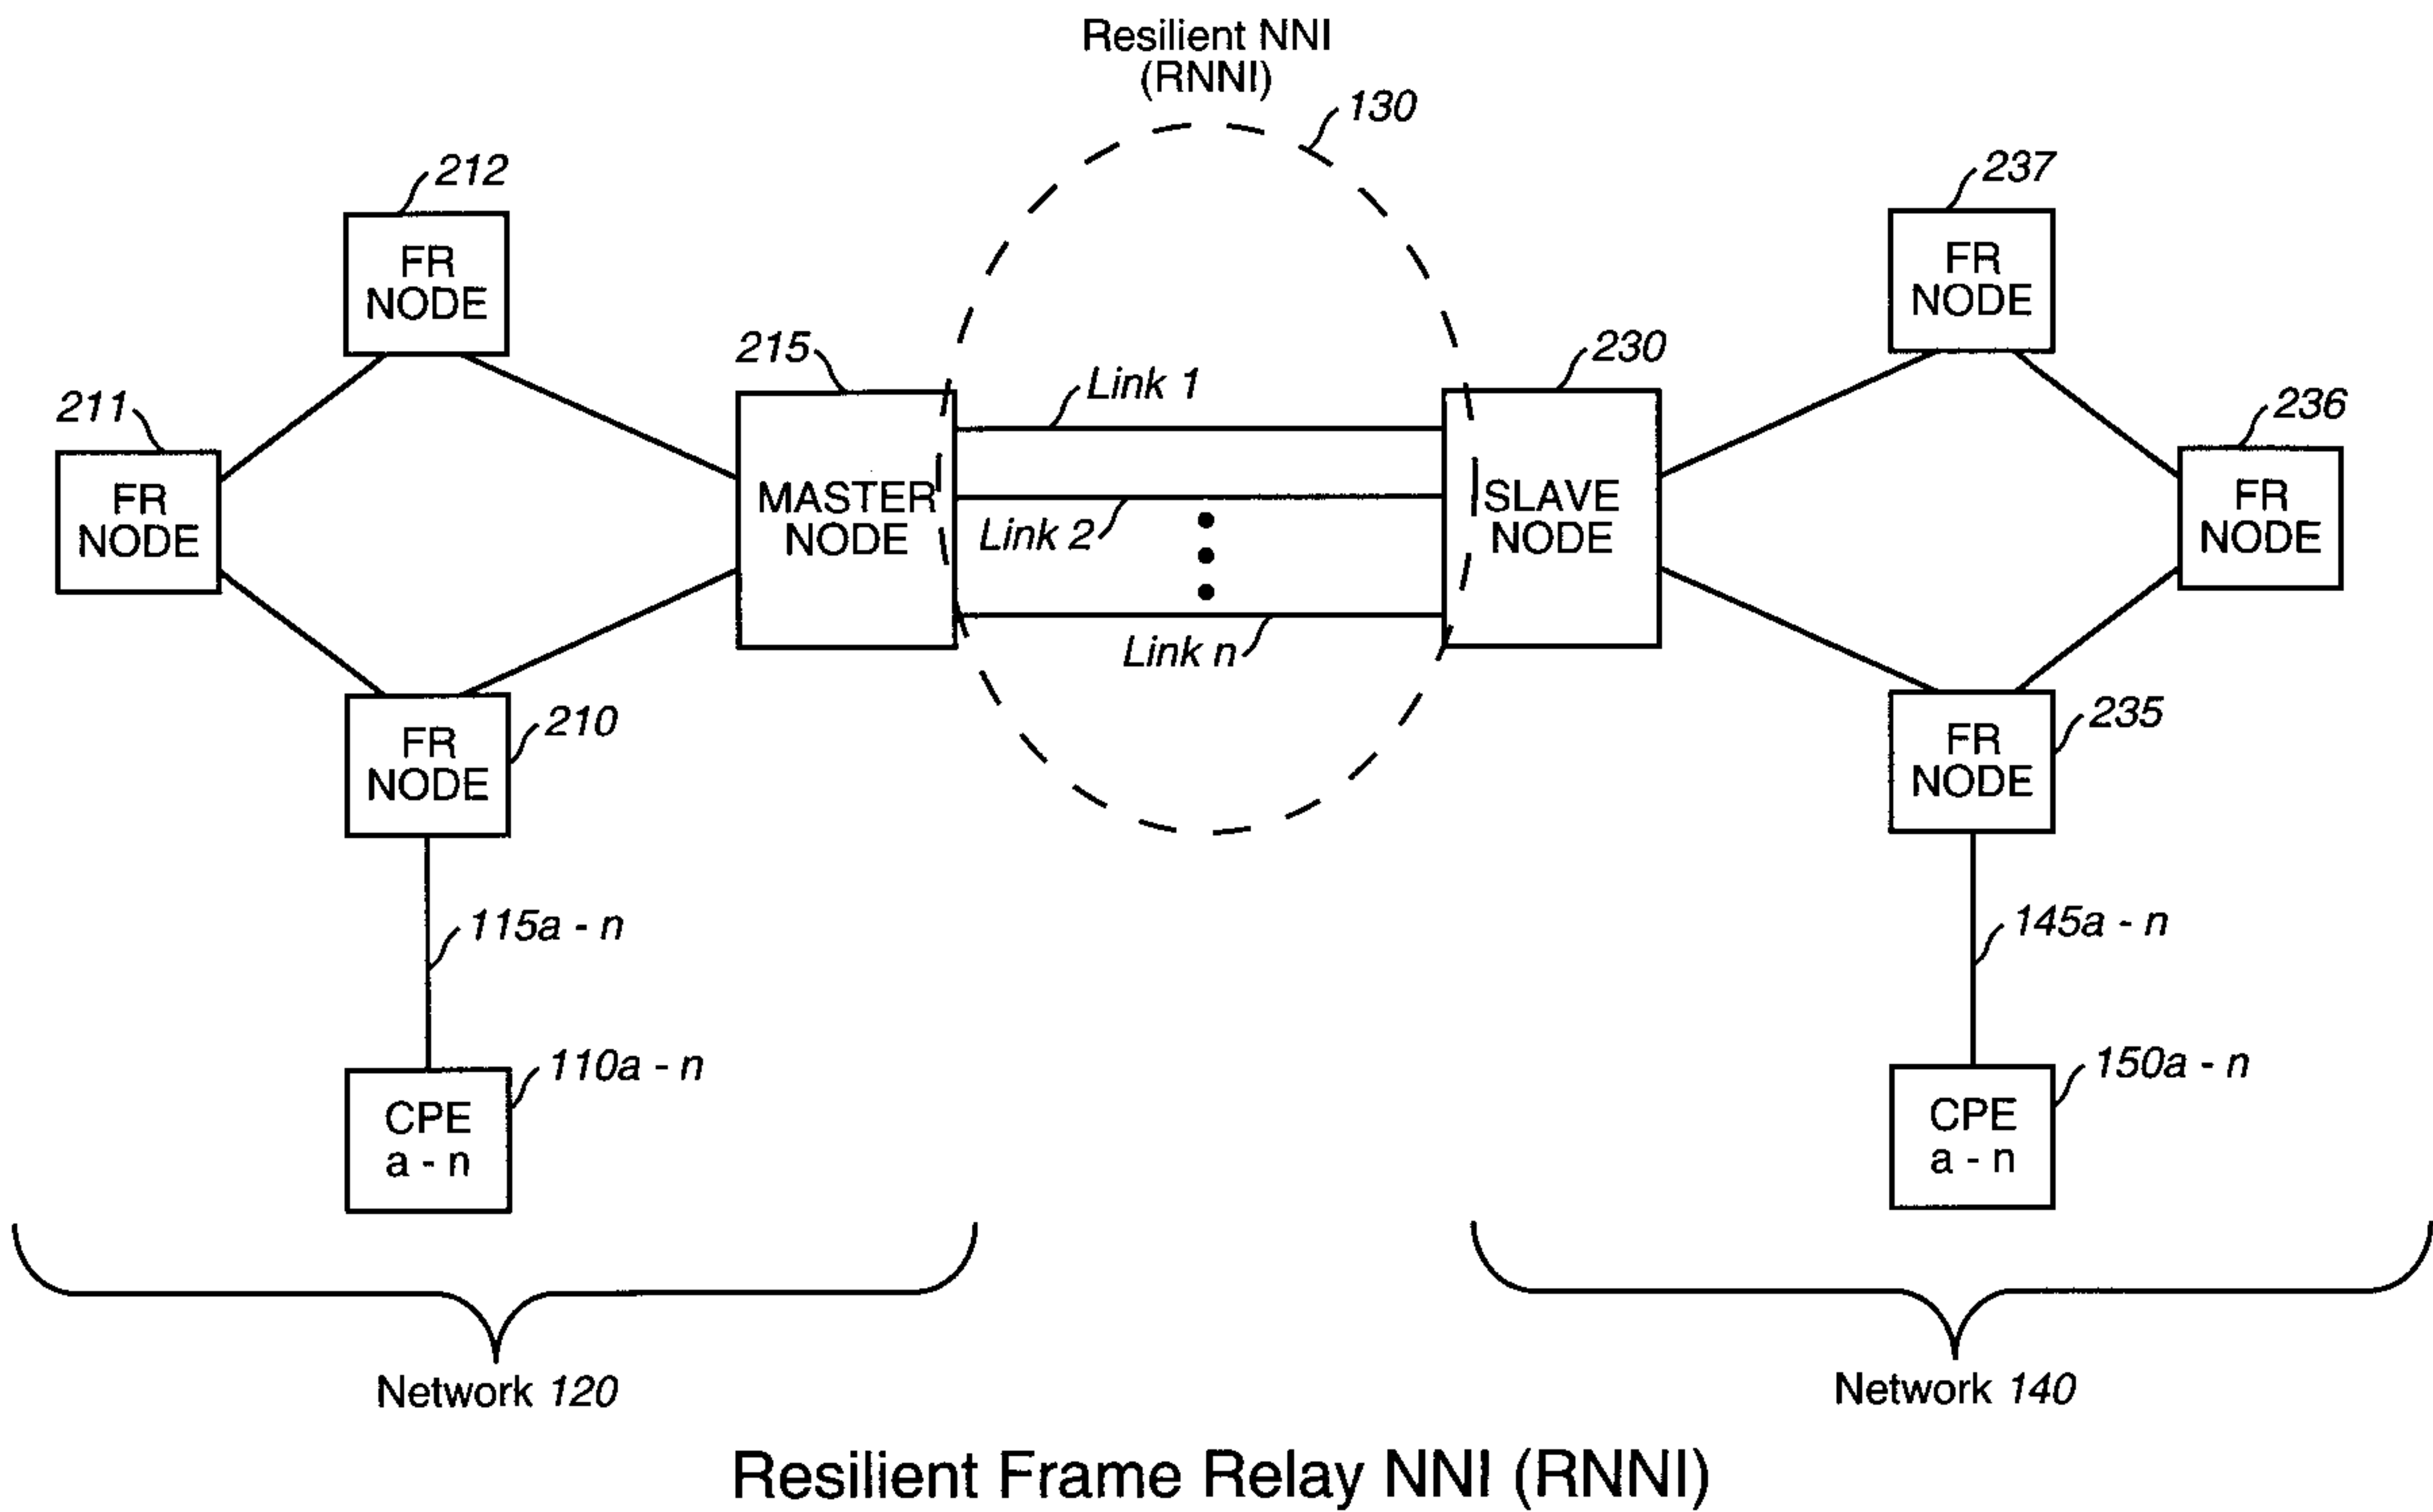 Resilient NNI
(RNNI)
130
212
237
FR
NODE
FR
NODE
215
230
Link 1
211
236
FR
NODE
MASTER
NODE
Link 2
SLAVE
NODE
FR
NODE
Link n
210
235
FR
NODE
FR
NODE
115a - n
145a - n
110a - n
150a - n
CPE
a - n
CPE
a - n
Network 120
Network 140
Resilient Frame Relay NNI (RNNI)